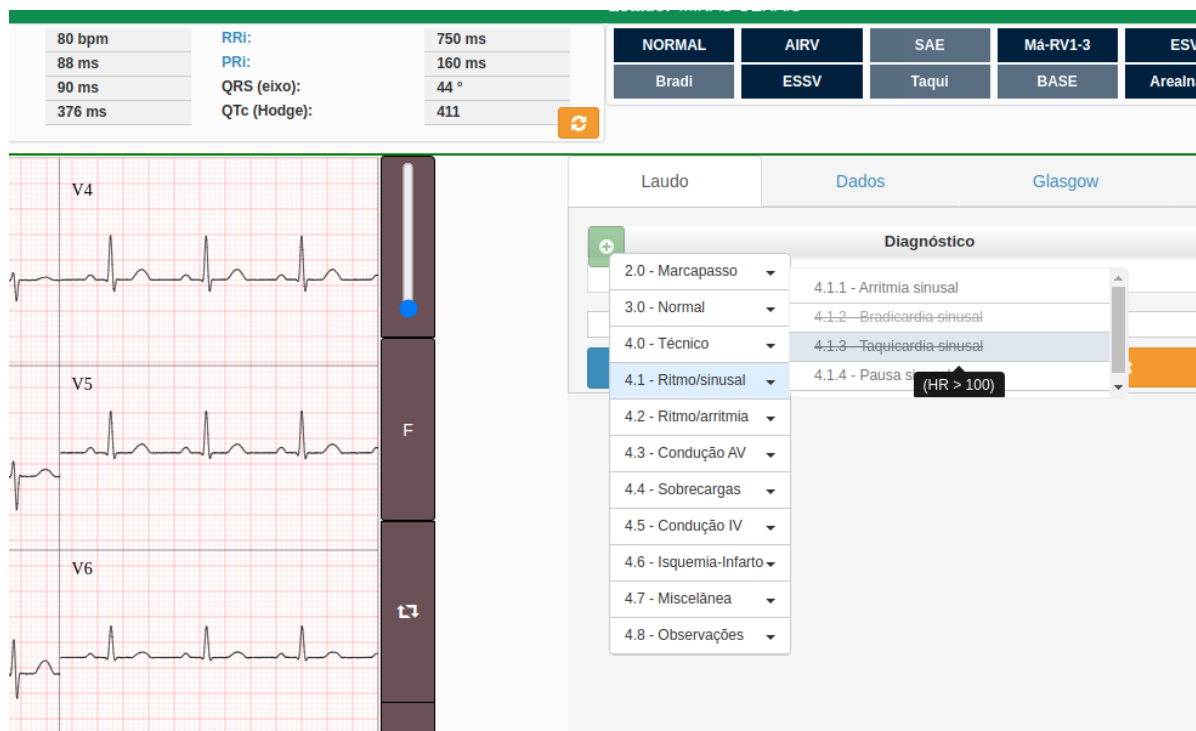 80 bpm RRi: 750 ms
88 ms PRi: 160 ms
90 ms QRS (eixo): 44 °
376 ms QTc (Hodge): 411
NORMAL AIRV SAE Má-RV1-3
Bradi ESSV Taqui BASE
V4
V5
V6
F
Laudo Dados Glasgow
Diagnóstico
2.0 - Marcapasso
3.0 - Normal
4.0 - Técnico
4.1 - Ritmo/sinusal
4.2 - Ritmo/arritmia
4.3 - Condução AV
4.4 - Sobrecargas
4.5 - Condução IV
4.6 - Isquemia-Infarto
4.7 - Miscelânea
4.8 - Observações
4.1.1 - Arritmia sinusal
4.1.2 - Bradicardia sinusal
4.1.3 - Taquicardia sinusal
4.1.4 - Pausa
(HR > 100)